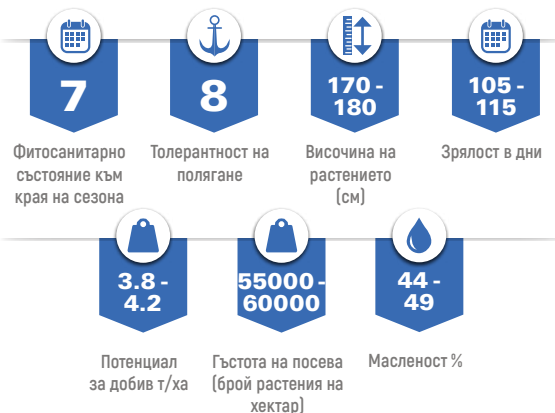 7
Фитосанитарно
състояние към
края на сезона
8
Толерантност на
полягане
170 -
180
Височина на
растението
(см)
105 -
115
Зрялост в дни
3.8 -
4.2
Потенциал
за добив т/ха
55000 -
60000
Гъстота на посева
(брой растения на
хектар)
44 -
49
Масленост %